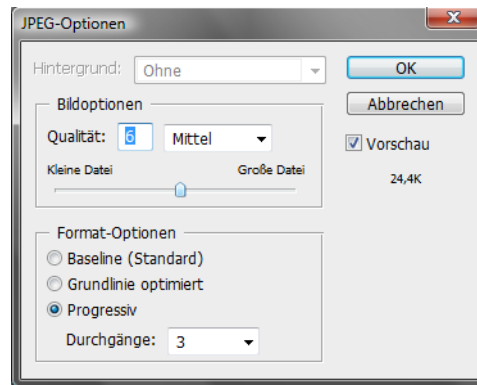 JPEG-Optionen
Hintergrund: Ohne
OK
Bildoptionen
Abbrechen
Qualität: 6 Mittel
Vorschau
Kleine Datei Große Datei
24,4K
Format-Optionen
Baseline (Standard)
Grundlinie optimiert
Progressiv
Durchgänge: 3